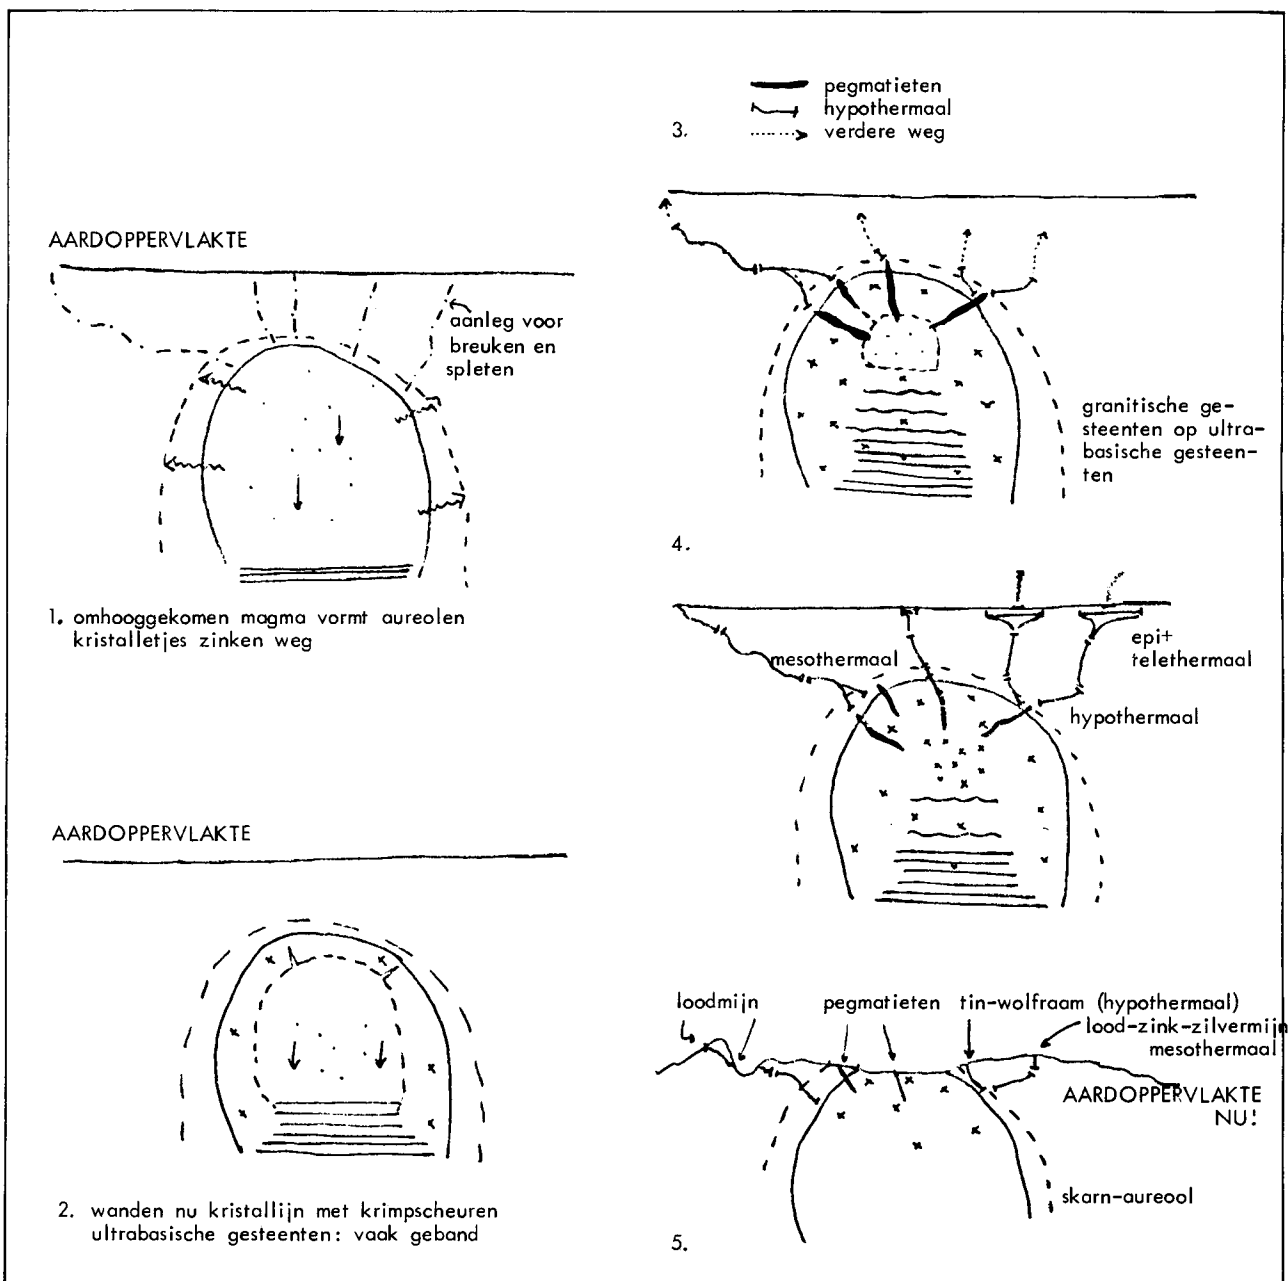 AARDOPPERVLAKTE
aanleg voor
breuken en
spleten
1. omhooggekomen magma vormt aureolen
kristalletjes zinken weg
AARDOPPERVLAKTE
2. wanden nu kristallijn met krimpscheuren
ultrabasische gesteenten: vaak geband
3.
pegmatieten
hypothermaal
verdere weg
granitische ge-
steenten op ultra-
basische gesteen-
ten
4.
mesothermaal
epi+
telethermaal
hypothermaal
loodmijn pegmatieten tin-wolfraam (hypothermaal)
lood-zink-zilvermijn
mesothermaal
AARDOPPERVLAKTE
NU!
skarn-aureool
5.